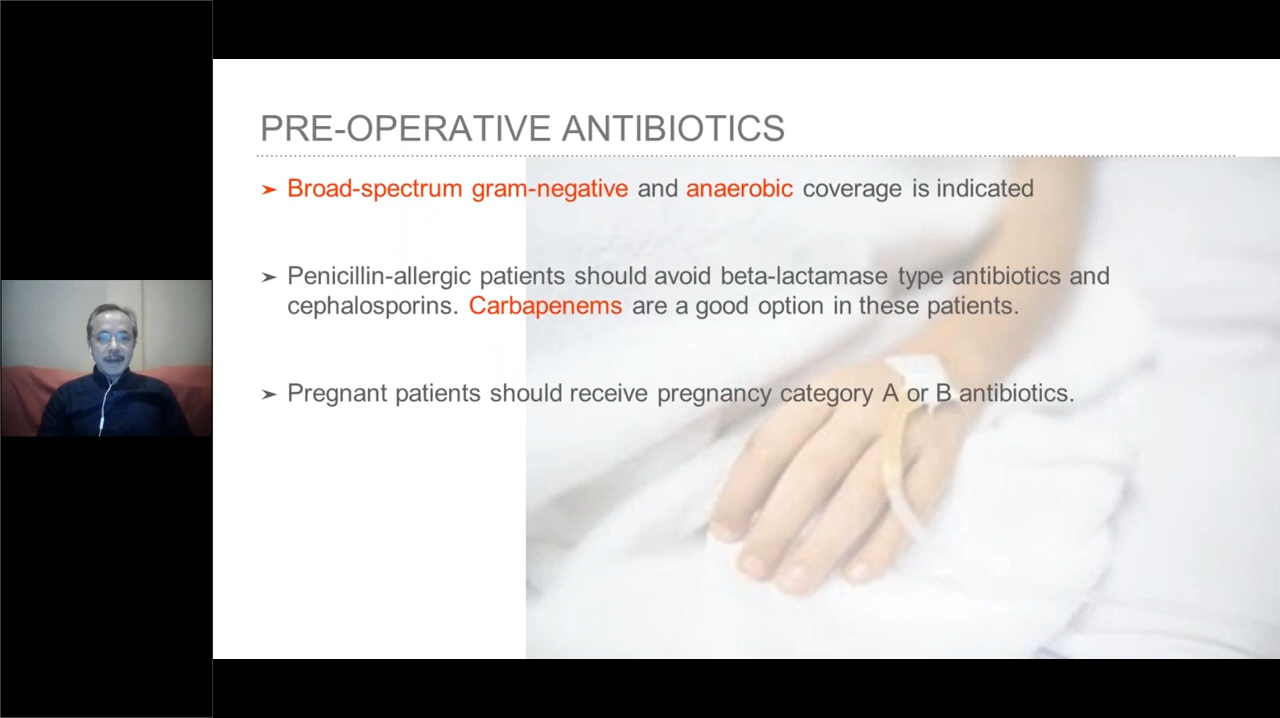 PRE-OPERATIVE ANTIBIOTICS
➢ Broad-spectrum gram-negative and anaerobic coverage is indicated
➢ Penicillin-allergic patients should avoid beta-lactamase type antibiotics and
cephalosporins. Carbapenems are a good option in these patients.
➢ Pregnant patients should receive pregnancy category A or B antibiotics.